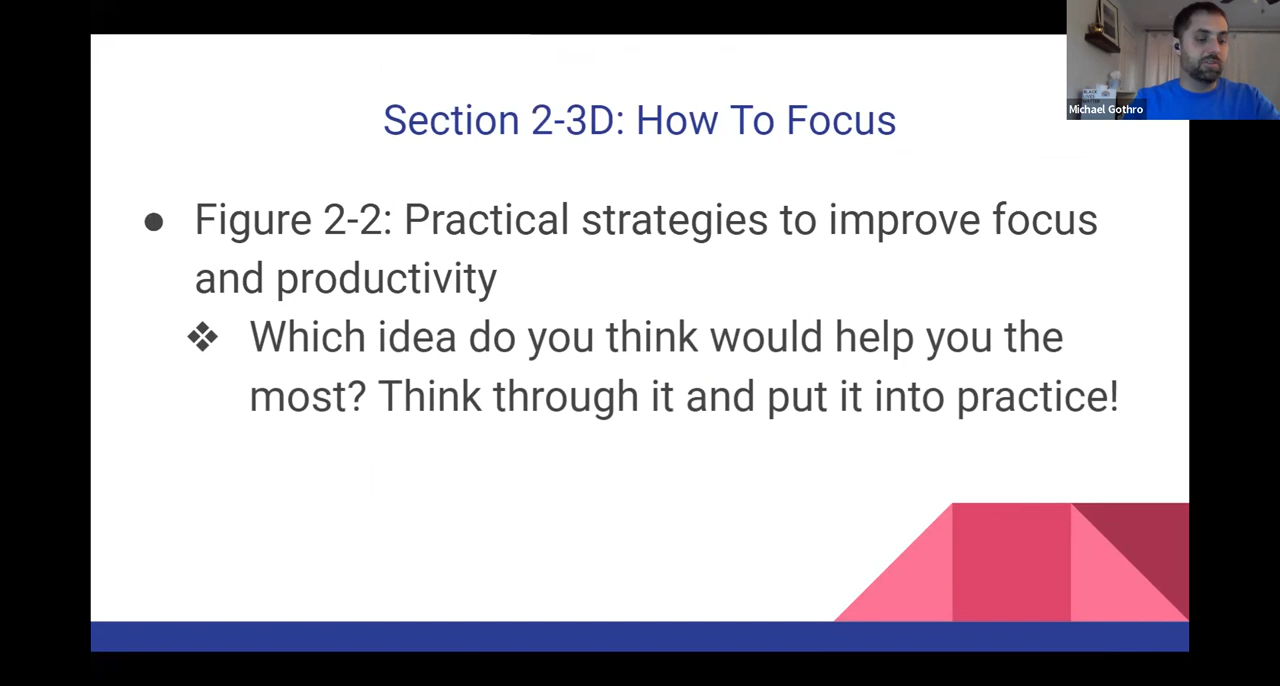 Michael Gothro
Section 2-3D: How To Focus
● Figure 2-2: Practical strategies to improve focus
and productivity
❖ Which idea do you think would help you the
most? Think through it and put it into practice!